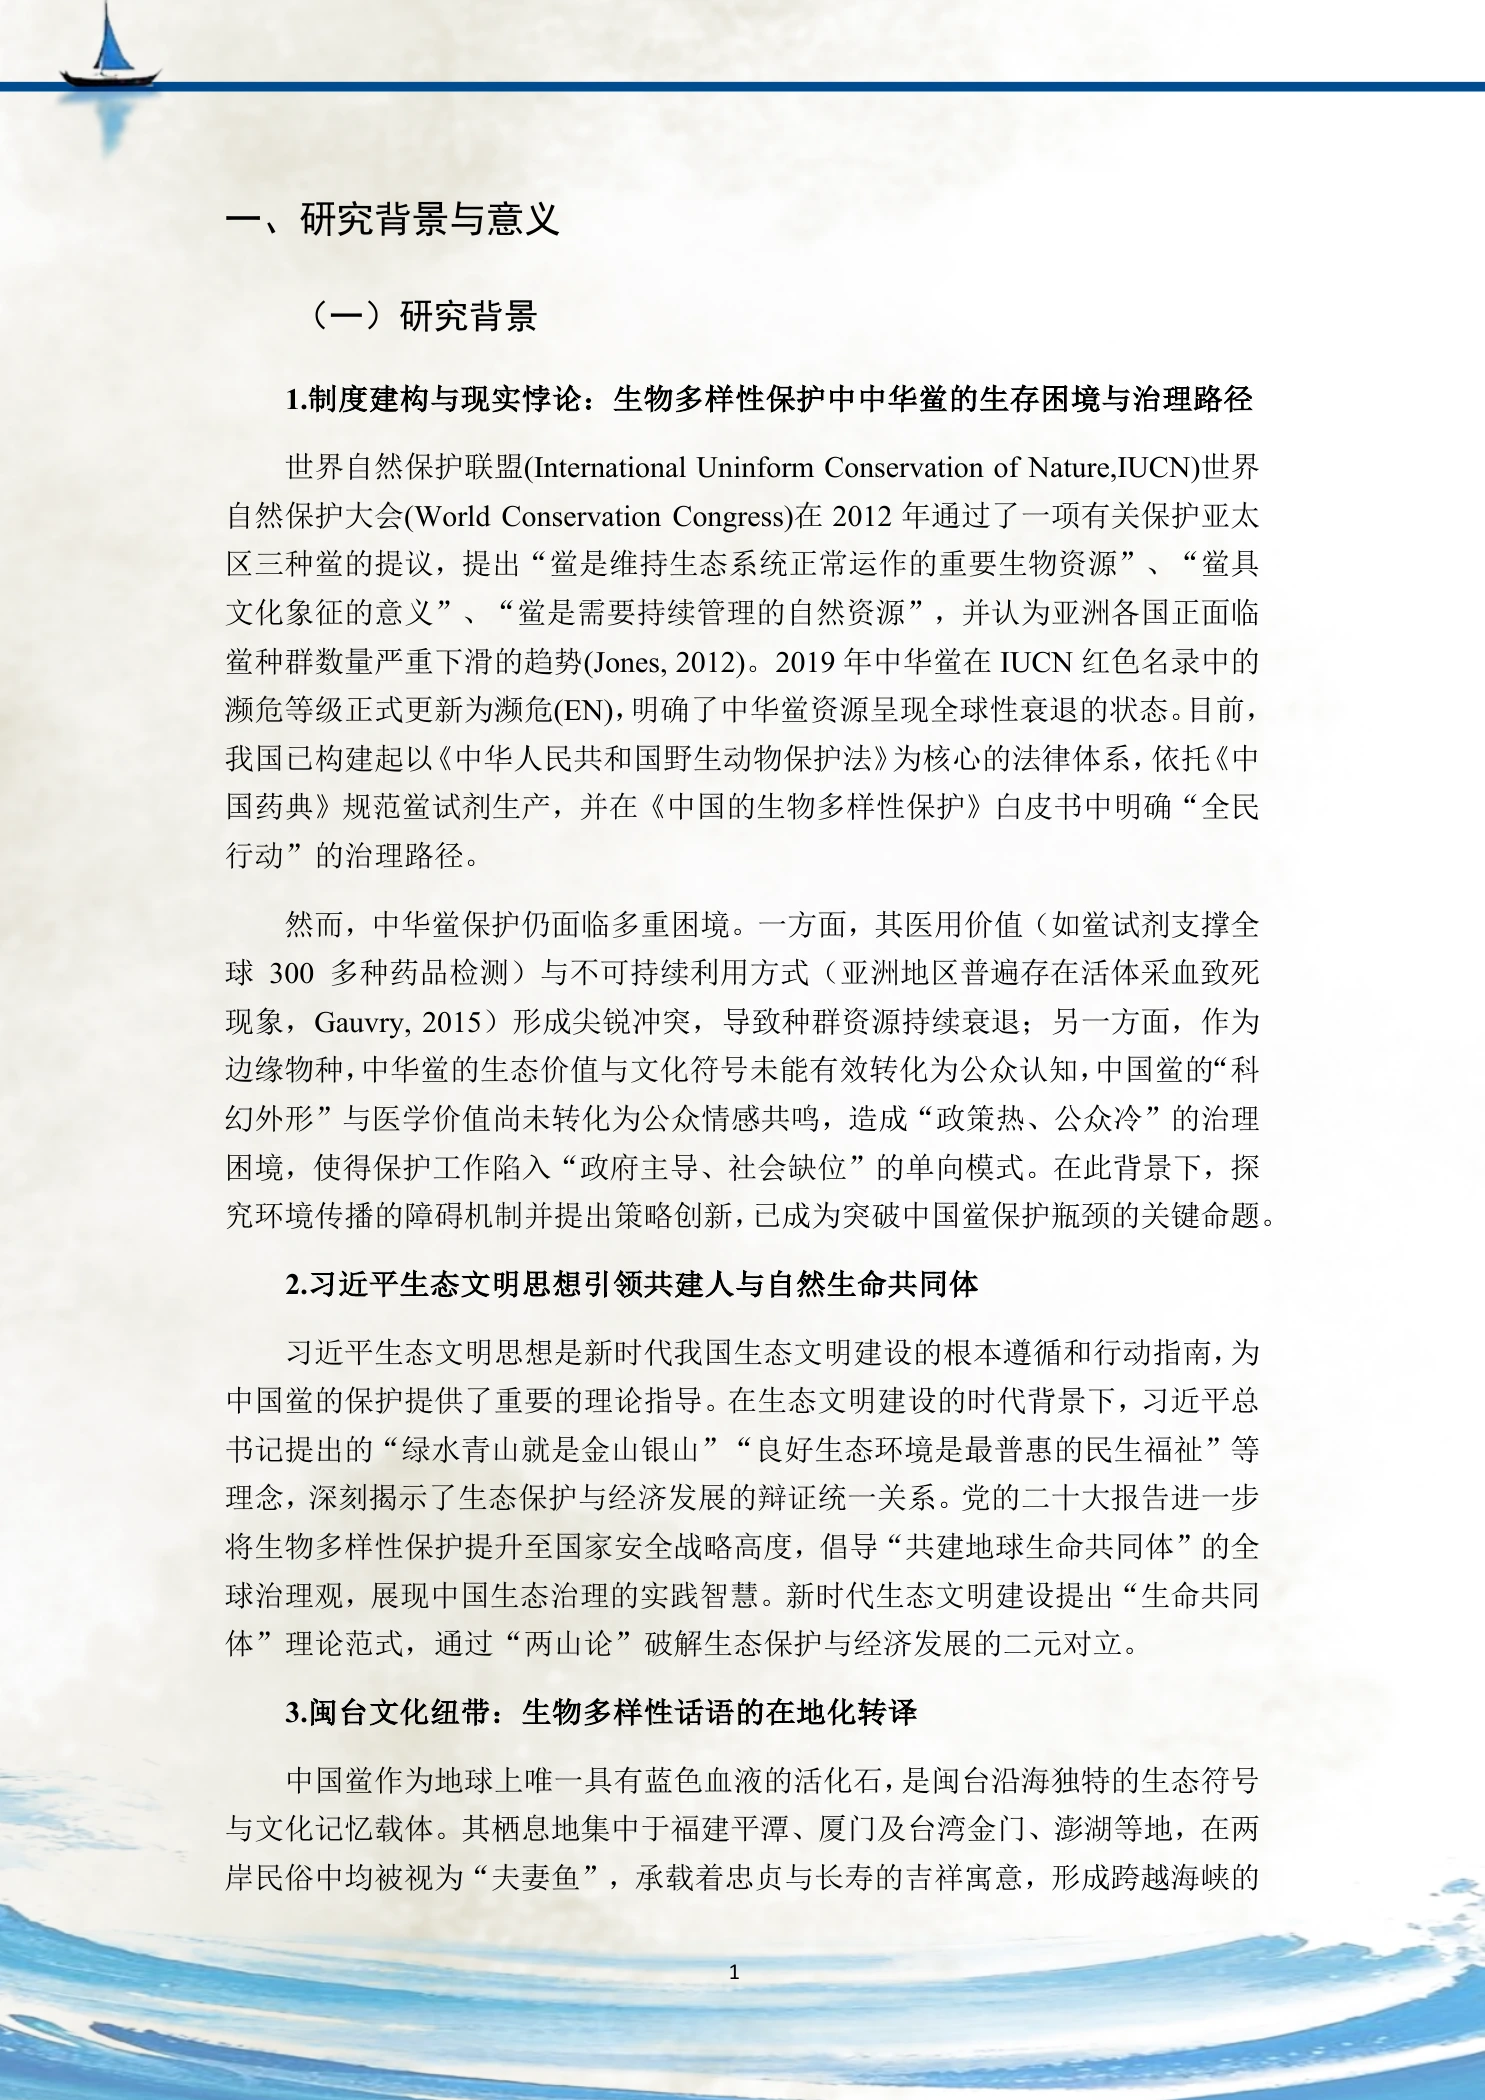 一、研究背景与意义
（一）研究背景
1.制度建构与现实悖论：生物多样性保护中中华鲎的生存困境与治理路径
世界自然保护联盟(International Uninform Conservation of Nature,IUCN)世界
自然保护大会(World Conservation Congress)在 2012 年通过了一项有关保护亚太
区三种鲎的提议，提出“鲎是维持生态系统正常运作的重要生物资源”、“鲎具
文化象征的意义”、“鲎是需要持续管理的自然资源”，并认为亚洲各国正面临
鲎种群数量严重下滑的趋势(Jones, 2012)。2019 年中华鲎在 IUCN 红色名录中的
濒危等级正式更新为濒危(EN)，明确了中华鲎资源呈现全球性衰退的状态。目前，
我国已构建起以《中华人民共和国野生动物保护法》为核心的法律体系，依托《中
国药典》规范鲎试剂生产，并在《中国的生物多样性保护》白皮书中明确“全民
行动”的治理路径。
然而，中华鲎保护仍面临多重困境。一方面，其医用价值（如鲎试剂支撑全
球 300 多种药品检测）与不可持续利用方式（亚洲地区普遍存在活体采血致死
现象，Gauvry, 2015）形成尖锐冲突，导致种群资源持续衰退；另一方面，作为
边缘物种，中华鲎的生态价值与文化符号未能有效转化为公众认知，中国鲎的“科
幻外形”与医学价值尚未转化为公众情感共鸣，造成“政策热、公众冷”的治理
困境，使得保护工作陷入“政府主导、社会缺位”的单向模式。在此背景下，探
究环境传播的障碍机制并提出策略创新，已成为突破中国鲎保护瓶颈的关键命题。
2.习近平生态文明思想引领共建人与自然生命共同体
习近平生态文明思想是新时代我国生态文明建设的根本遵循和行动指南，为
中国鲎的保护提供了重要的理论指导。在生态文明建设的时代背景下，习近平总
书记提出的“绿水青山就是金山银山”“良好生态环境是最普惠的民生福祉”等
理念，深刻揭示了生态保护与经济发展的辩证统一关系。党的二十大报告进一步
将生物多样性保护提升至国家安全战略高度，倡导“共建地球生命共同体”的全
球治理观，展现中国生态治理的实践智慧。新时代生态文明建设提出“生命共同
体”理论范式，通过“两山论”破解生态保护与经济发展的二元对立。
3.闽台文化纽带：生物多样性话语的在地化转译
中国鲎作为地球上唯一具有蓝色血液的活化石，是闽台沿海独特的生态符号
与文化记忆载体。其栖息地集中于福建平潭、厦门及台湾金门、澎湖等地，在两
岸民俗中均被视为“夫妻鱼”，承载着忠贞与长寿的吉祥寓意，形成跨越海峡的
1